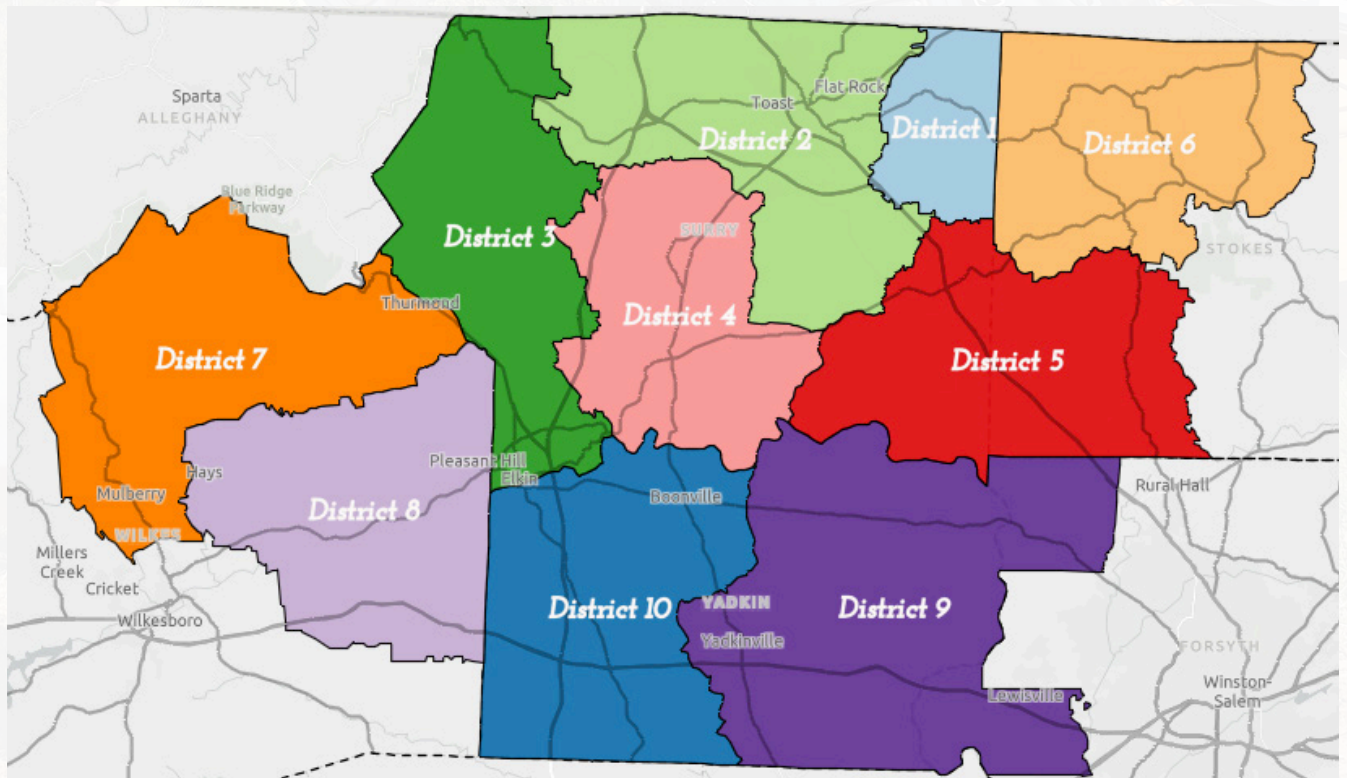 Sparta
ALLEGHANY
Flat Rock
Toast
District 1
District 2
District 6
Blue Ridge
Parkway
District 3
SURRY
STOKES
Thurmond
District 4
District 7
District 5
Pleasant Hill
Hays
Elkin
Rural Hall
Mulberry
Boonville
District 8
WILKES
Millers
Creek
Cricket
YADKIN
District 10
District 9
Wilkesboro
Yadkinville
FORSYTH
Winston-
Salem
Lewisville